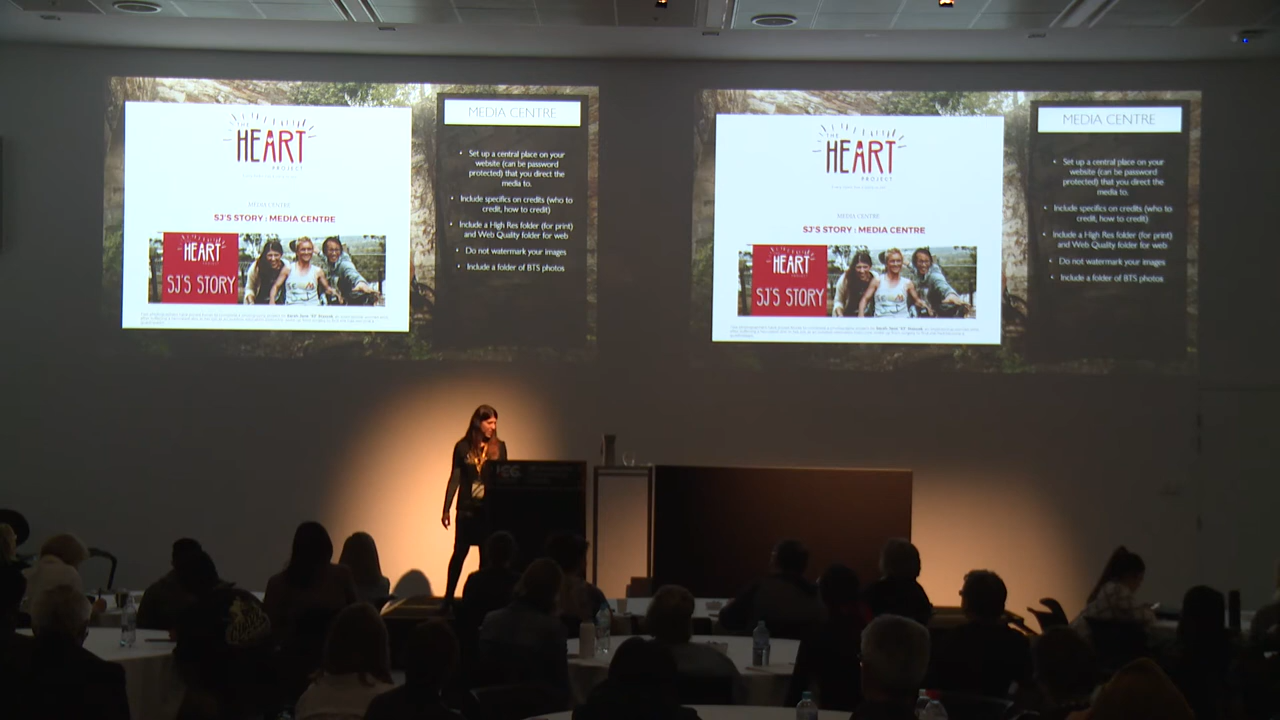 THE
HEART
PROJECT
MEDIA CENTRE
SJ'S STORY : MEDIA CENTRE
HEART
SJ'S STORY
MEDIA CENTRE
• Set up a central place on your
website (can be password
protected) that you direct the
media to.
• Include specifics on credits (who to
credit, how to credit)
• Include a High Res folder (for print)
and Web Quality folder for web
• Do not watermark your images
• Include a folder of BTS photos
THE
HEART
PROJECT
MEDIA CENTRE
SJ'S STORY : MEDIA CENTRE
HEART
SJ'S STORY
MEDIA CENTRE
• Set up a central place on your
website (can be password
protected) that you direct the
media to.
• Include specifics on credits (who to
credit, how to credit)
• Include a High Res folder (for print)
and Web Quality folder for web
• Do not watermark your images
• Include a folder of BTS photos